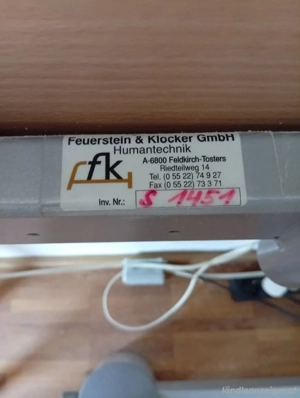 Feuerstein & Klocker GmbH
Humantechnik
fk
A-6800 Feldkirch-Tosters
Riedteilweg 14
Tel. (0 55 22) 74 9 27
Fax (0 55 22) 73 3 71
Inv. Nr.: S 1451